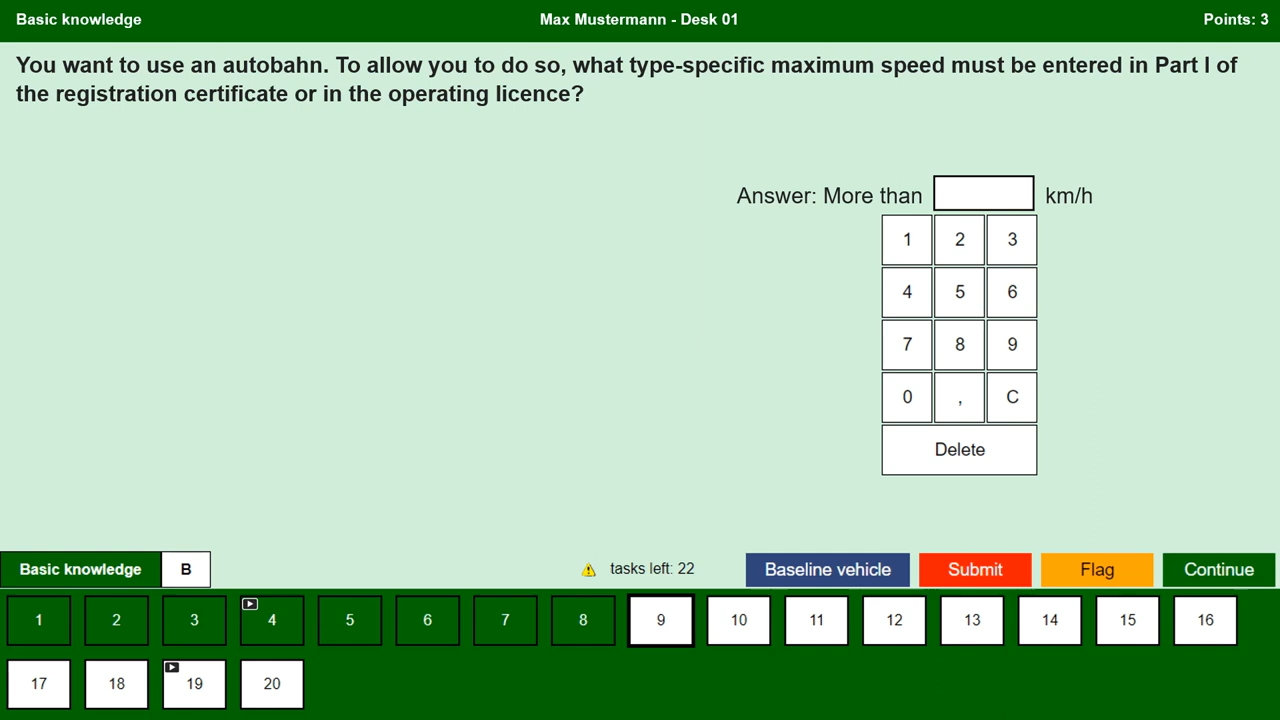 Basic knowledge Max Mustermann - Desk 01 Points: 3
You want to use an autobahn. To allow you to do so, what type-specific maximum speed must be entered in Part I of
the registration certificate or in the operating licence?
Answer: More than km/h
1 2 3
4 5 6
7 8 9
0 , C
Delete
Basic knowledge B tasks left: 22 Baseline vehicle Submit Flag Continue
1 2 3 4 5 6 7 8 9 10 11 12 13 14 15 16
17 18 19 20